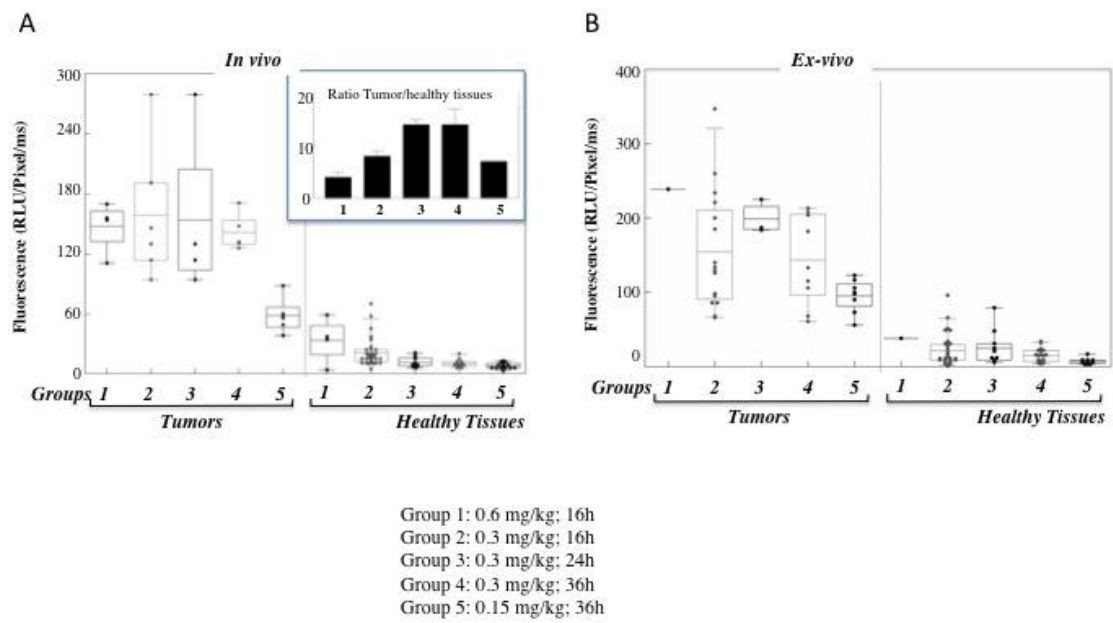 A
B
In vivo
Ex-vivo
Fluorescence (RLU/Pixel/ms)
300
240
180
120
60
0
Ratio Tumor/healthy tissues
20
10
0
1 2 3 4 5
Groups 1 2 3 4 5 1 2 3 4 5
Tumors Healthy Tissues
Fluorescence (RLU/Pixel/ms)
400
300
200
100
0
Groups 1 2 3 4 5 1 2 3 4 5
Tumors Healthy Tissues
Group 1: 0.6 mg/kg; 16h
Group 2: 0.3 mg/kg; 16h
Group 3: 0.3 mg/kg; 24h
Group 4: 0.3 mg/kg; 36h
Group 5: 0.15 mg/kg; 36h